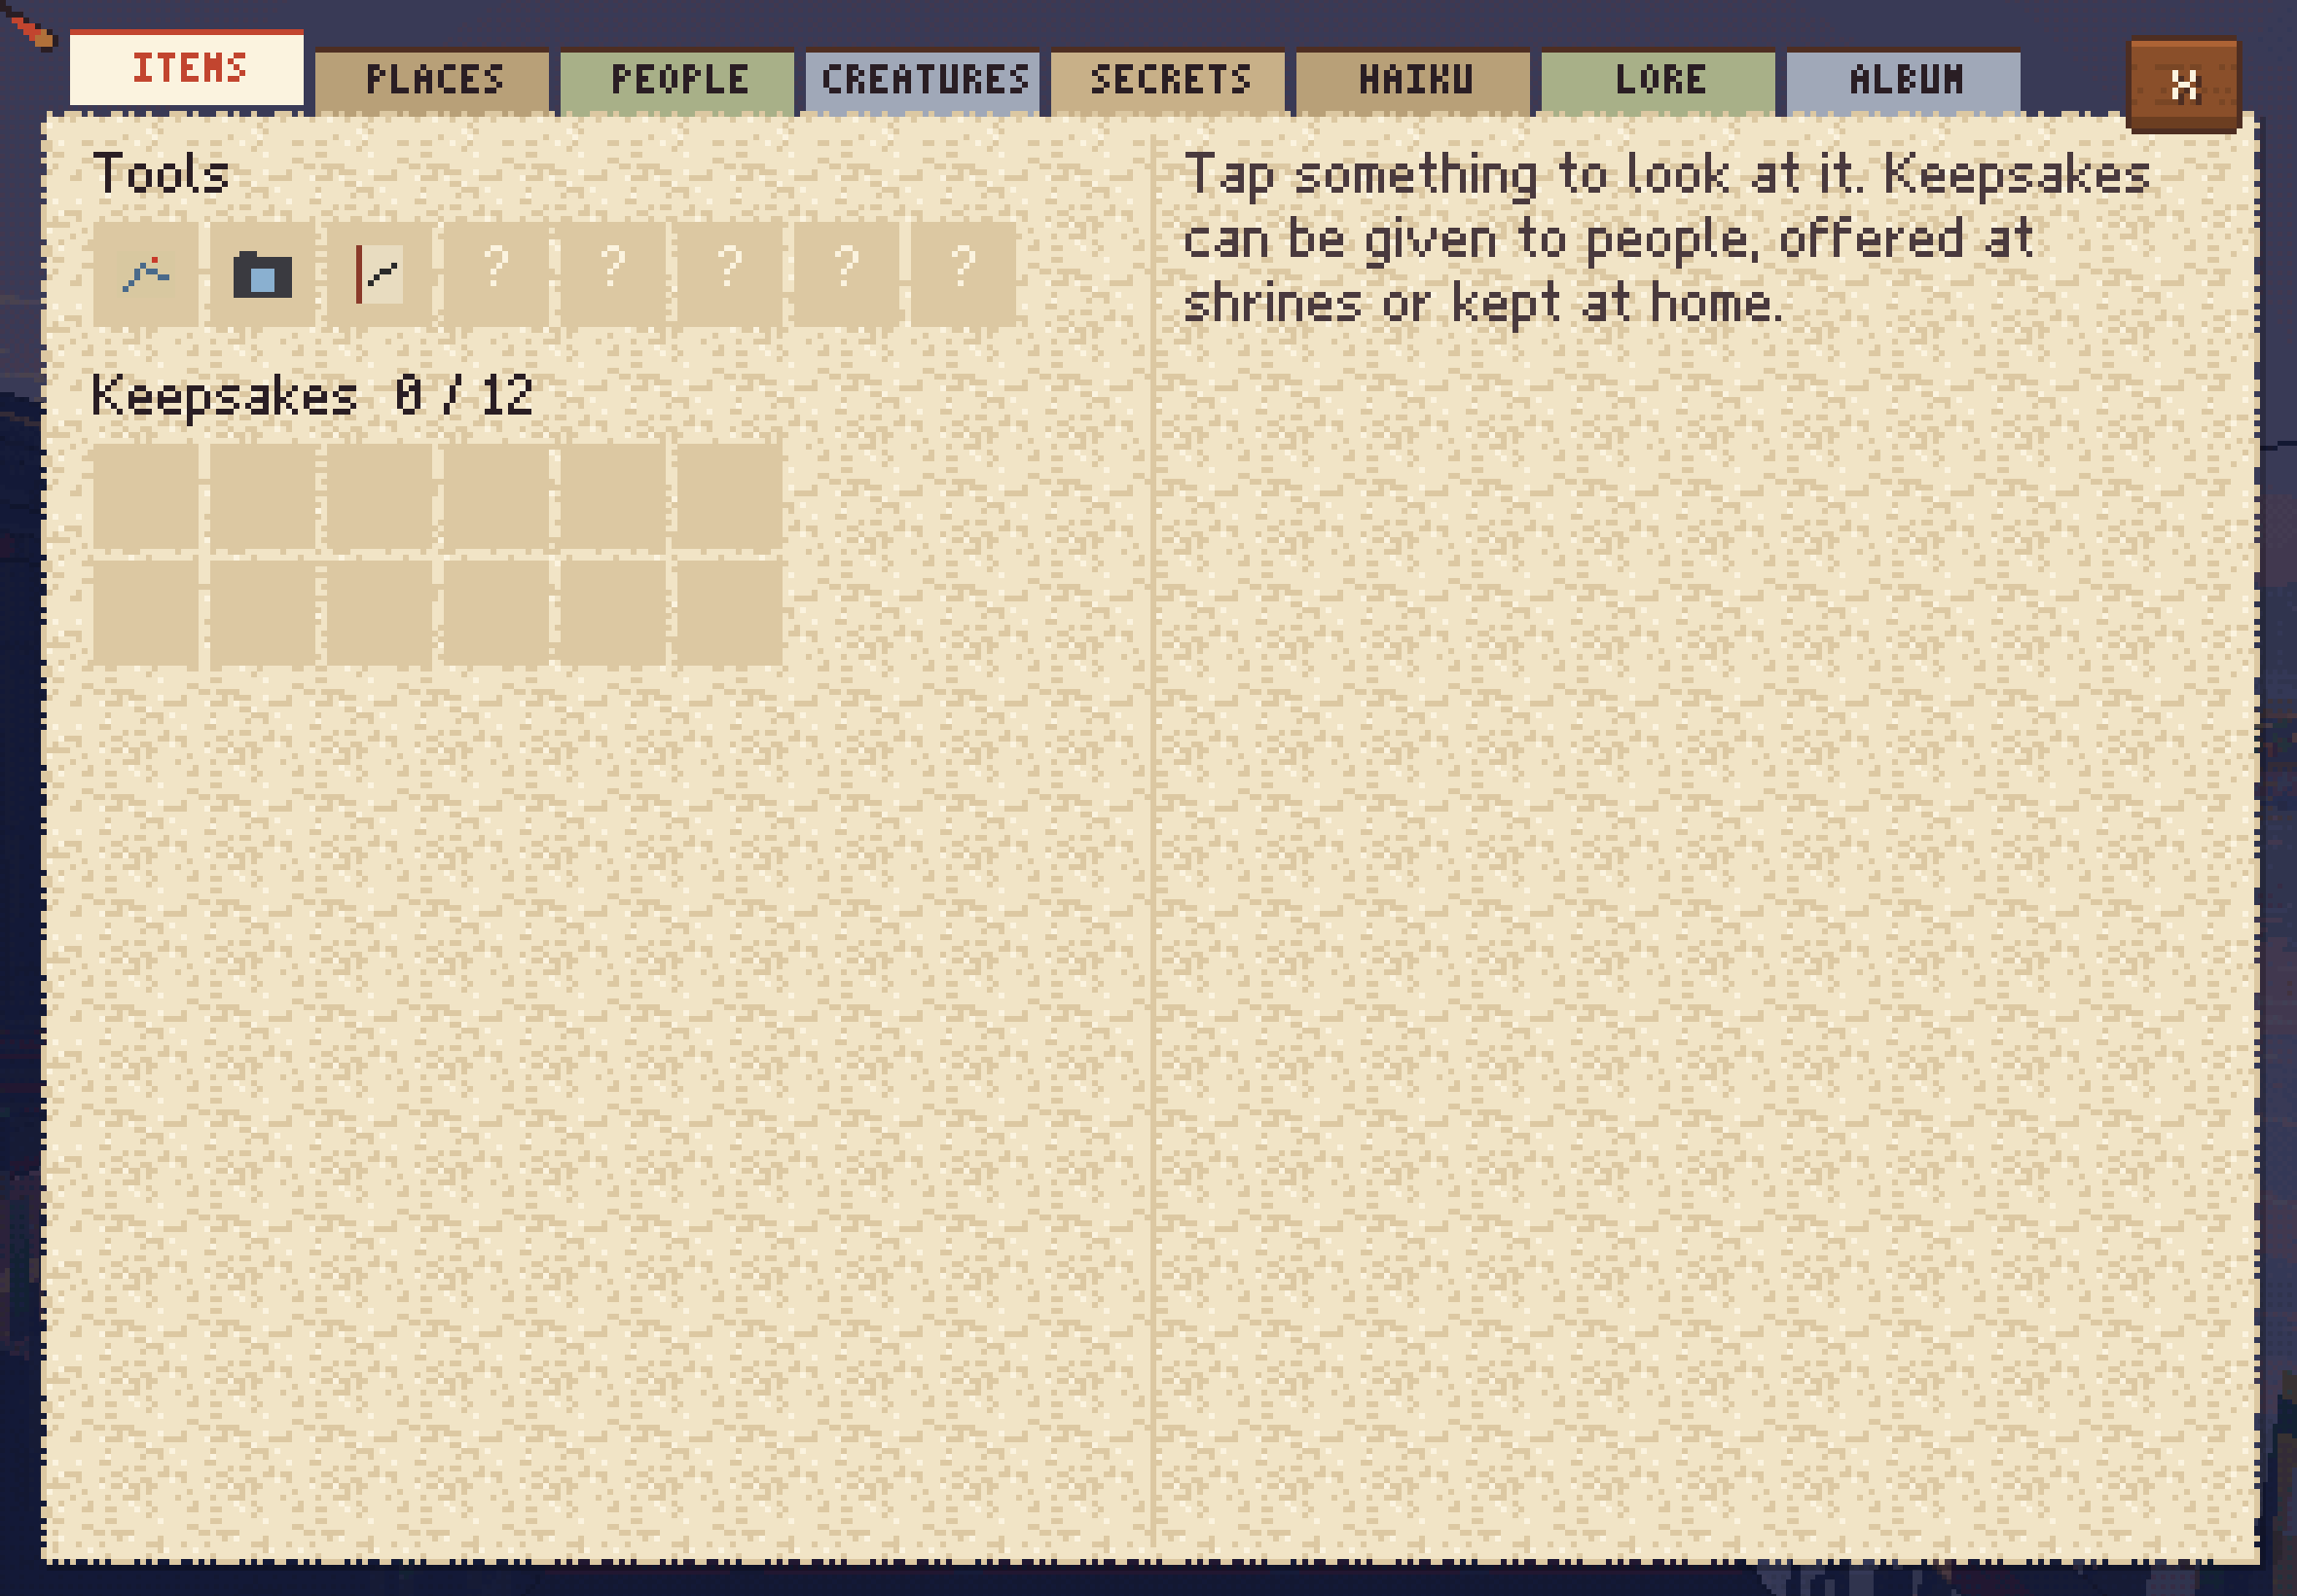 ITEMS
PLACES
PEOPLE
CREATURES
SECRETS
HAIKU
LORE
ALBUM
X
Tools
? ? ? ? ?
Keepsakes 0 / 12
Tap something to look at it. Keepsakes
can be given to people, offered at
shrines or kept at home.